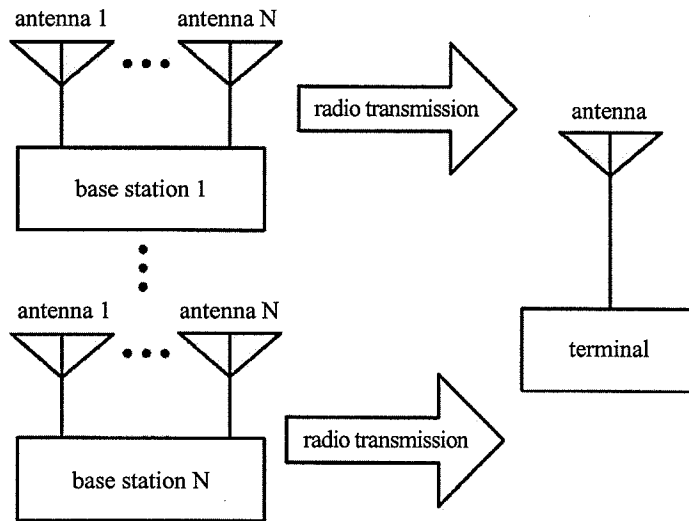 antenna 1 antenna N
radio transmission
antenna
base station 1
antenna 1 antenna N
terminal
radio transmission
base station N